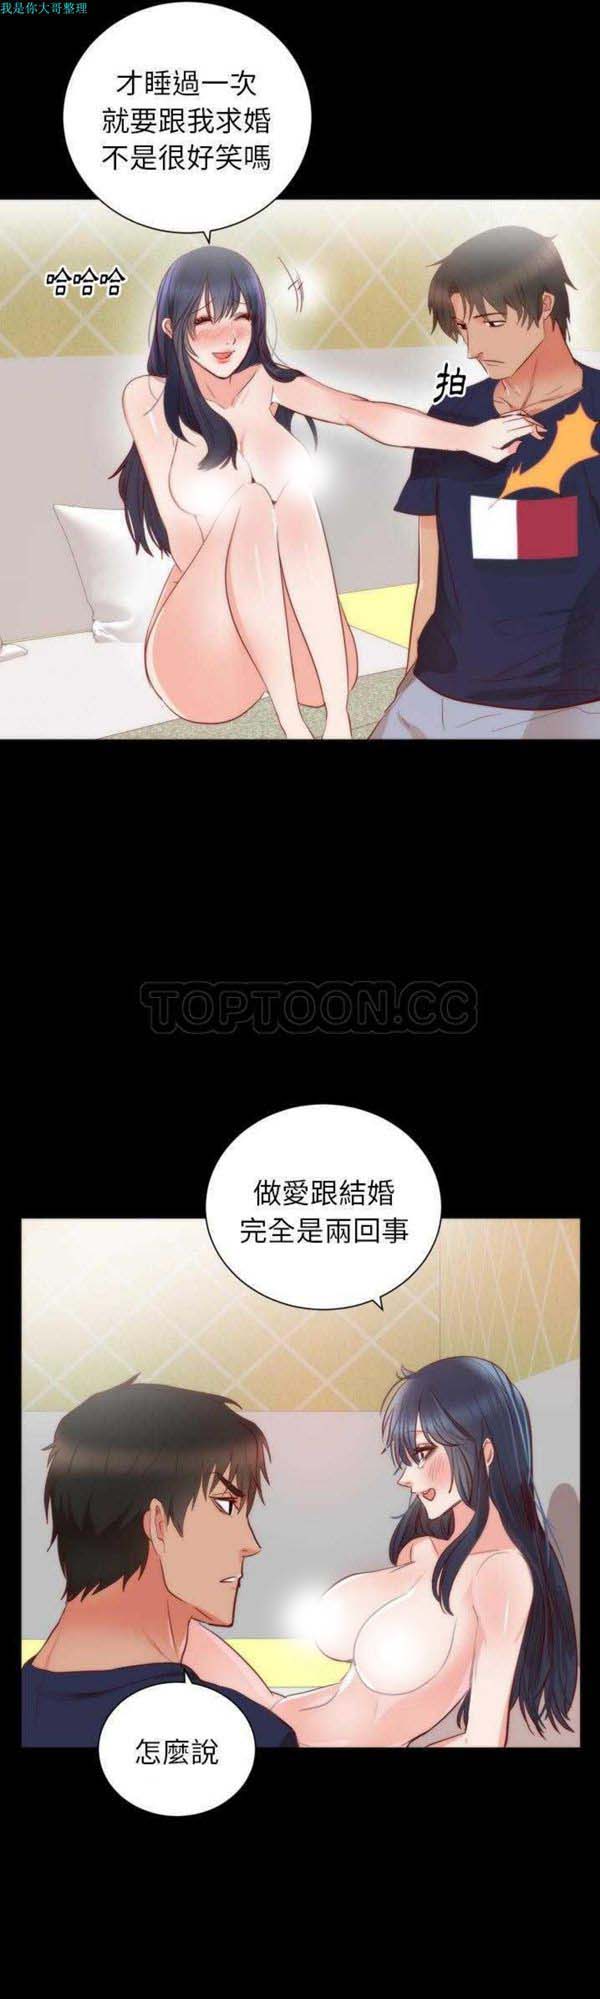 我是你大哥整理
才睡過一次
就要跟我求婚
不是很好笑嗎
哈哈哈
拍
TOPTOON.CC
做愛跟結婚
完全是兩回事
怎麼說